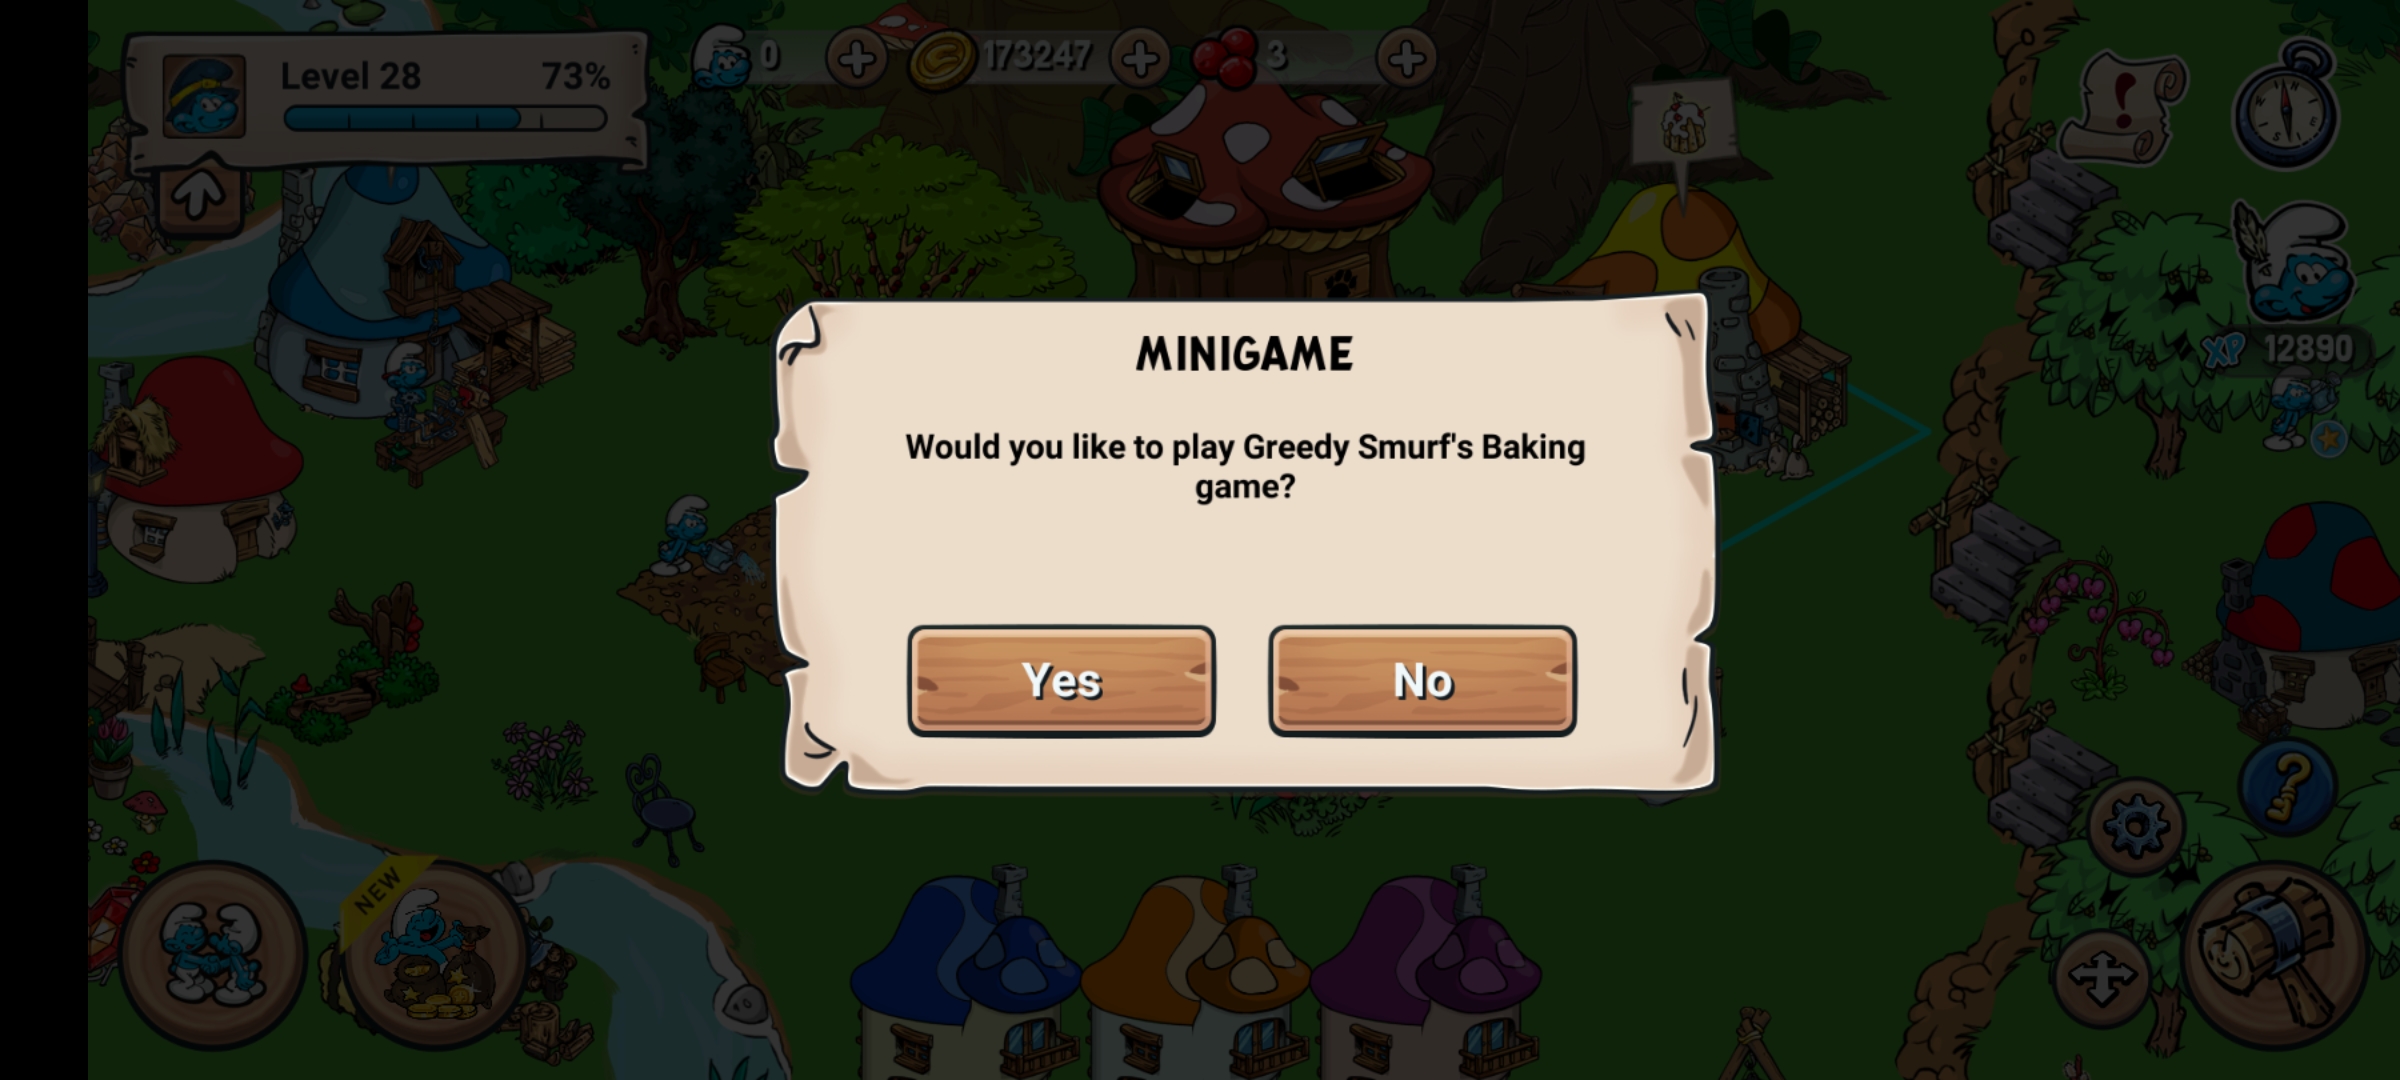 Level 28 73%
0
173247
3
XP 12890
MINIGAME
Would you like to play Greedy Smurf's Baking
game?
Yes No
NEW